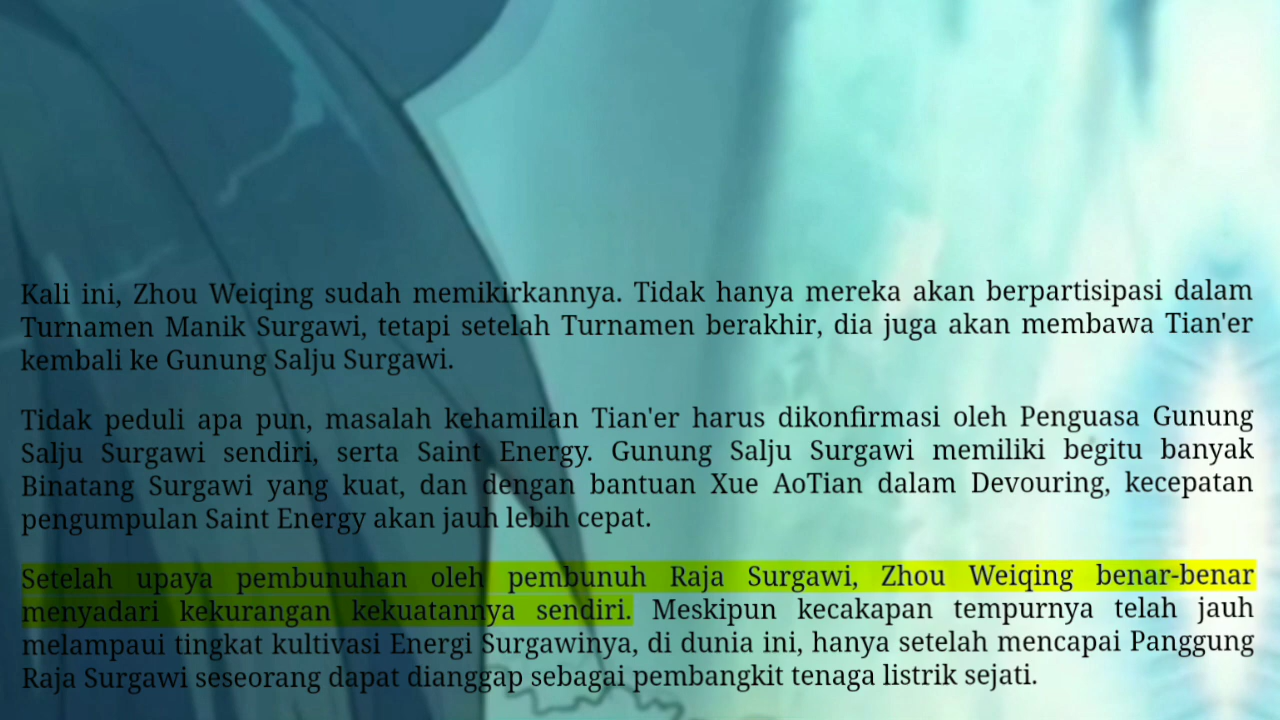 Kali ini, Zhou Weiqing sudah memikirkannya. Tidak hanya mereka akan berpartisipasi dalam
Turnamen Manik Surgawi, tetapi setelah Turnamen berakhir, dia juga akan membawa Tian'er
kembali ke Gunung Salju Surgawi.
Tidak peduli apa pun, masalah kehamilan Tian'er harus dikonfirmasi oleh Penguasa Gunung
Salju Surgawi sendiri, serta Saint Energy. Gunung Salju Surgawi memiliki begitu banyak
Binatang Surgawi yang kuat, dan dengan bantuan Xue AoTian dalam Devouring, kecepatan
pengumpulan Saint Energy akan jauh lebih cepat.
Setelah upaya pembunuhan oleh pembunuh Raja Surgawi, Zhou Weiqing benar-benar
menyadari kekurangan kekuatannya sendiri. Meskipun kecakapan tempurnya telah jauh
melampaui tingkat kultivasi Energi Surgawinya, di dunia ini, hanya setelah mencapai Panggung
Raja Surgawi seseorang dapat dianggap sebagai pembangkit tenaga listrik sejati.